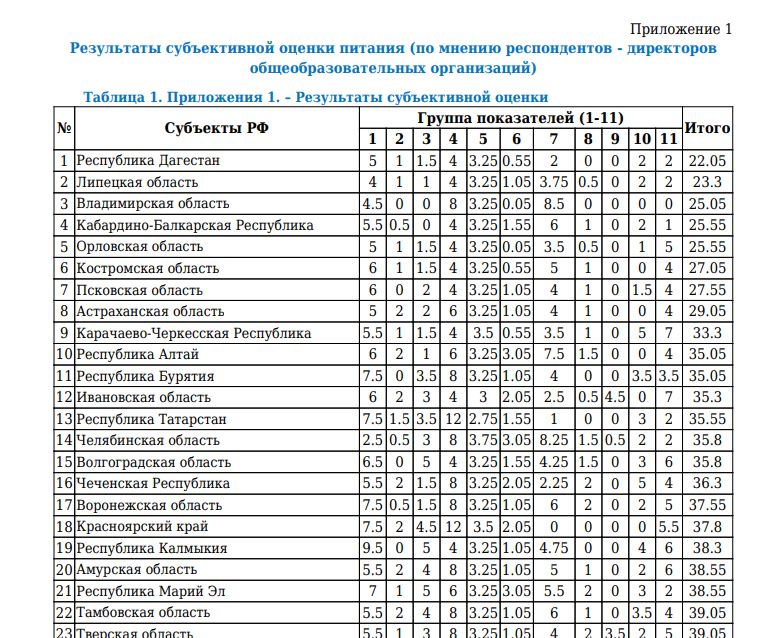 Приложение 1
Результаты субъективной оценки питания (по мнению респондентов - директоров
общеобразовательных организаций)
Таблица 1. Приложения 1. – Результаты субъективной оценки
№ Субъекты РФ Группа показателей (1-11) Итого
1 2 3 4 5 6 7 8 9 10 11
1 Республика Дагестан 5 1 1.5 4 3.25 0.55 2 0 0 2 2 22.05
2 Липецкая область 4 1 1 4 3.25 1.05 3.75 0.5 0 2 2 23.3
3 Владимирская область 4.5 0 0 8 3.25 0.05 8.5 0 0 0 0 25.05
4 Кабардино-Балкарская Республика 5.5 0.5 0 4 3.25 1.55 6 1 0 2 1 25.55
5 Орловская область 5 1 1.5 4 3.25 0.05 3.5 0.5 0 1 5 25.55
6 Костромская область 6 1 1.5 4 3.25 0.55 5 1 0 0 4 27.05
7 Псковская область 6 0 2 4 3.25 1.05 4 1 0 1.5 4 27.55
8 Астраханская область 5 2 2 6 3.25 1.05 4 1 0 0 4 29.05
9 Карачаево-Черкесская Республика 5.5 1 1.5 4 3.5 0.55 3.5 1 0 5 7 33.3
10 Республика Алтай 6 2 1 6 3.25 3.05 7.5 1.5 0 0 4 35.05
11 Республика Бурятия 7.5 0 3.5 8 3.25 1.05 4 0 0 3.5 3.5 35.05
12 Ивановская область 6 2 3 4 3 2.05 2.5 0.5 4.5 0 7 35.3
13 Республика Татарстан 7.5 1.5 3.5 12 2.75 1.55 1 0 0 3 2 35.55
14 Челябинская область 2.5 0.5 3 8 3.75 3.05 8.25 1.5 0.5 2 2 35.8
15 Волгоградская область 6.5 0 5 4 3.25 1.55 4.25 1.5 0 3 6 35.8
16 Чеченская Республика 5.5 2 1.5 8 3.25 2.05 2.25 2 0 5 4 36.3
17 Воронежская область 7.5 0.5 1.5 8 3.25 1.05 6 2 0 2 5 37.55
18 Красноярский край 7.5 2 4.5 12 3.5 2.05 0 0 0 0 5.5 37.8
19 Республика Калмыкия 9.5 0 5 4 3.25 1.05 4.75 0 0 4 6 38.3
20 Амурская область 5.5 2 4 8 3.25 1.05 5 1 0 2 6 38.55
21 Республика Марий Эл 7 1 5 6 3.25 3.05 5.5 2 0 3 2 38.55
22 Тамбовская область 5.5 2 4 8 3.25 1.05 6 1 0 3.5 4 39.05
23 Тверская область 5.5 1 3 8 3.25 1.05 4 2 3.5 2 5 39.05